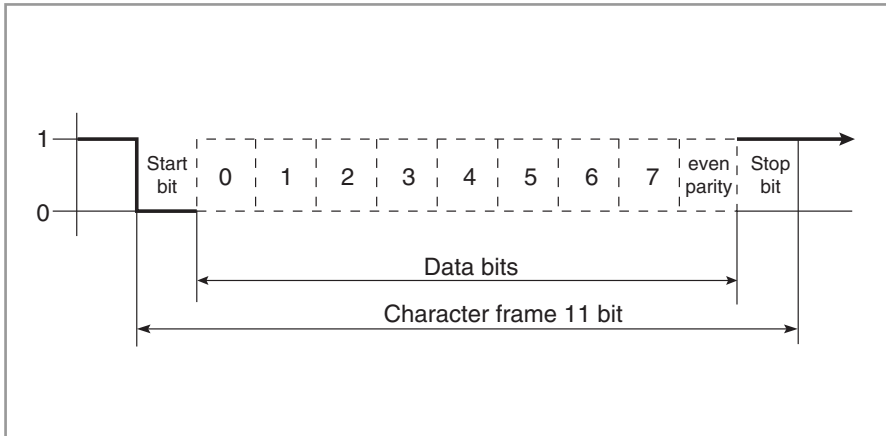 1
Start
bit
0 1 2 3 4 5 6 7
even
parity
Stop
bit
0
Data bits
Character frame 11 bit